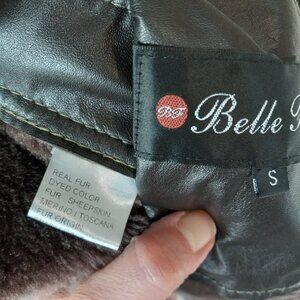 BF
Belle
S
REAL FUR
DYED COLOR
FUR SHEEPSKIN
MERINO / TOSCANA
FUR ORIGIN